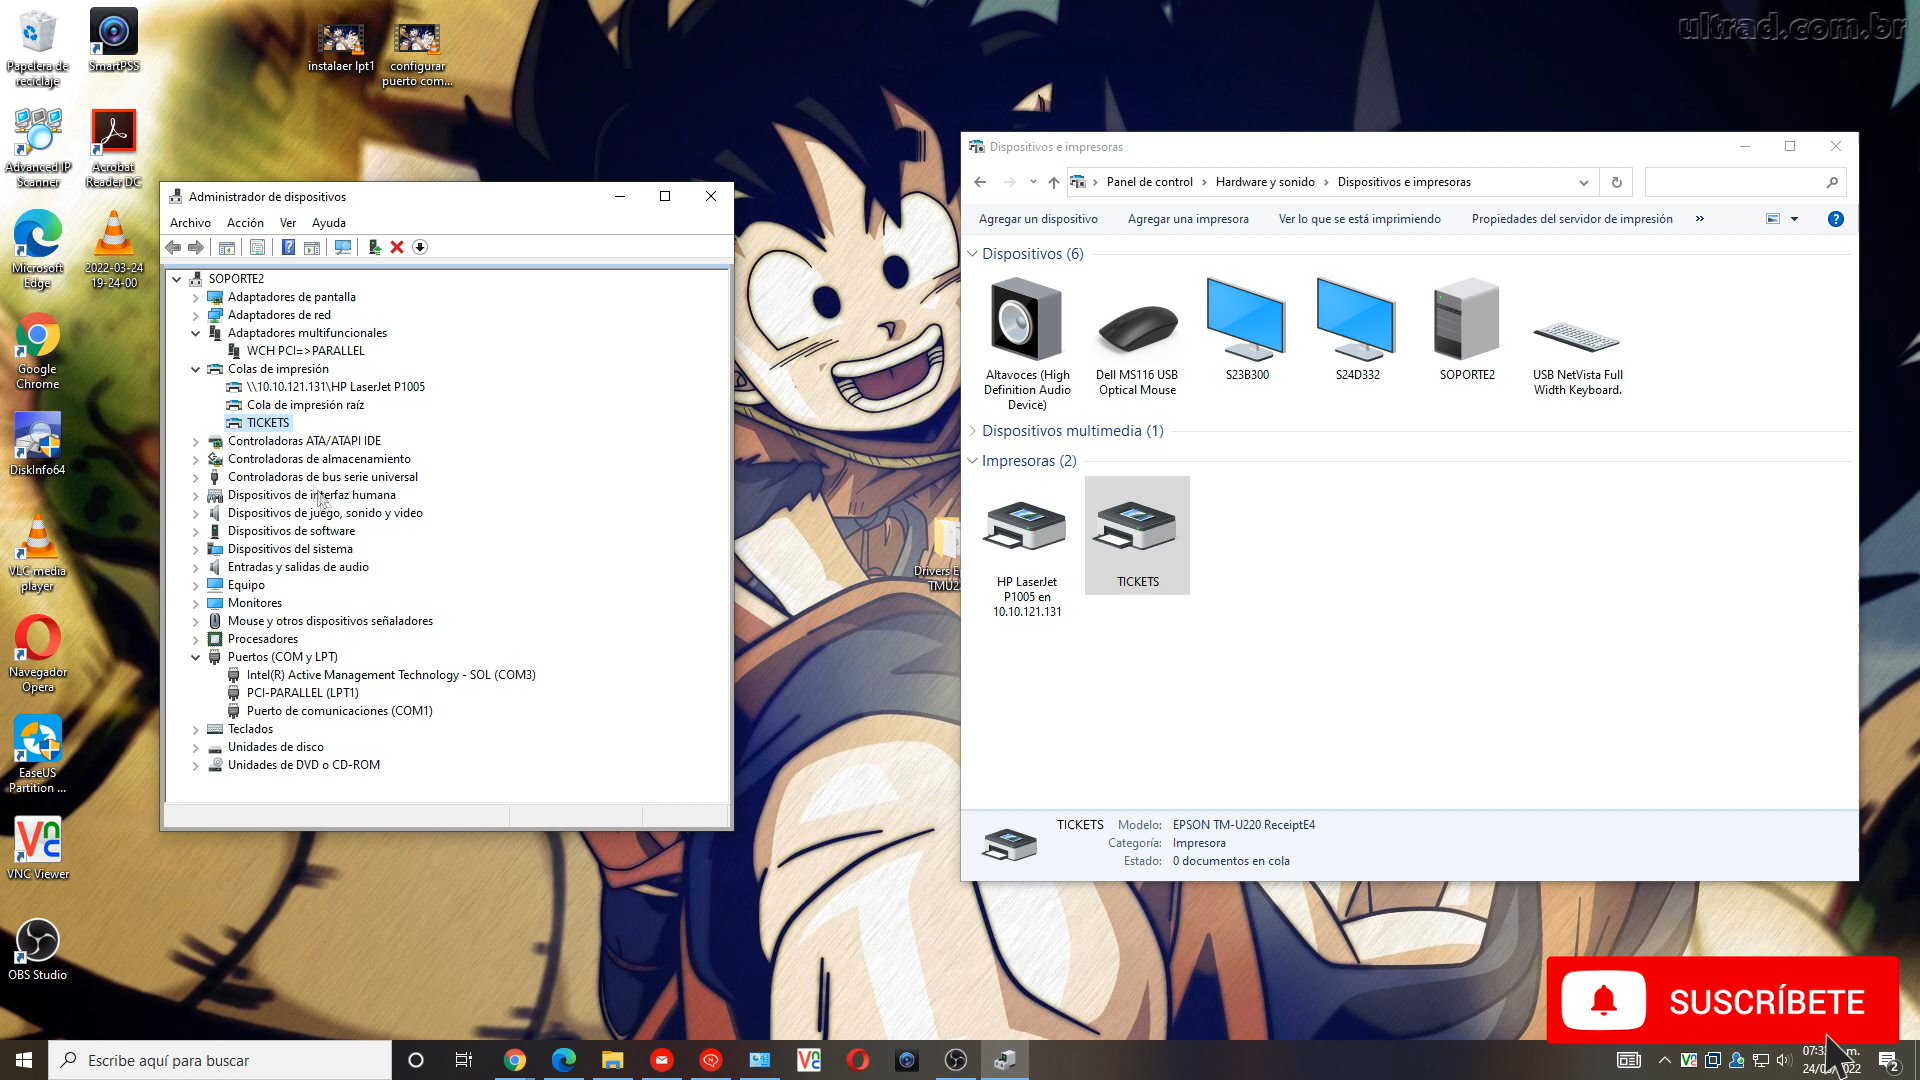 Papelera de
reciclaje
SmartPSS
instalaer lpt1
configurar
puerto com...
ultrad.com.br
Advanced IP
Scanner
Acrobat
Reader DC
Microsoft
Edge
2022-03-24
19-24-00
Google
Chrome
DiskInfo64
VLC media
player
Navegador
Opera
EaseUS
Partition ...
VNC Viewer
OBS Studio
Administrador de dispositivos
Archivo Acción Ver Ayuda
SOPORTE2
Adaptadores de pantalla
Adaptadores de red
Adaptadores multifuncionales
WCH PCI=>PARALLEL
Colas de impresión
\\10.10.121.131\HP LaserJet P1005
Cola de impresión raíz
TICKETS
Controladoras ATA/ATAPI IDE
Controladoras de almacenamiento
Controladoras de bus serie universal
Dispositivos de interfaz humana
Dispositivos de juego, sonido y video
Dispositivos de software
Dispositivos del sistema
Entradas y salidas de audio
Equipo
Monitores
Mouse y otros dispositivos señaladores
Procesadores
Puertos (COM y LPT)
Intel(R) Active Management Technology - SOL (COM3)
PCI-PARALLEL (LPT1)
Puerto de comunicaciones (COM1)
Teclados
Unidades de disco
Unidades de DVD o CD-ROM
Drivers E
TMU2
Dispositivos e impresoras
Panel de control Hardware y sonido Dispositivos e impresoras
Agregar un dispositivo Agregar una impresora Ver lo que se está imprimiendo Propiedades del servidor de impresión »
Dispositivos (6)
Altavoces (High
Definition Audio
Device)
Dell MS116 USB
Optical Mouse
S23B300
S24D332
SOPORTE2
USB NetVista Full
Width Keyboard.
Dispositivos multimedia (1)
Impresoras (2)
HP LaserJet
P1005 en
10.10.121.131
TICKETS
TICKETS Modelo: EPSON TM-U220 ReceiptE4
Categoría: Impresora
Estado: 0 documentos en cola
SUSCRÍBETE
Escribe aquí para buscar
2